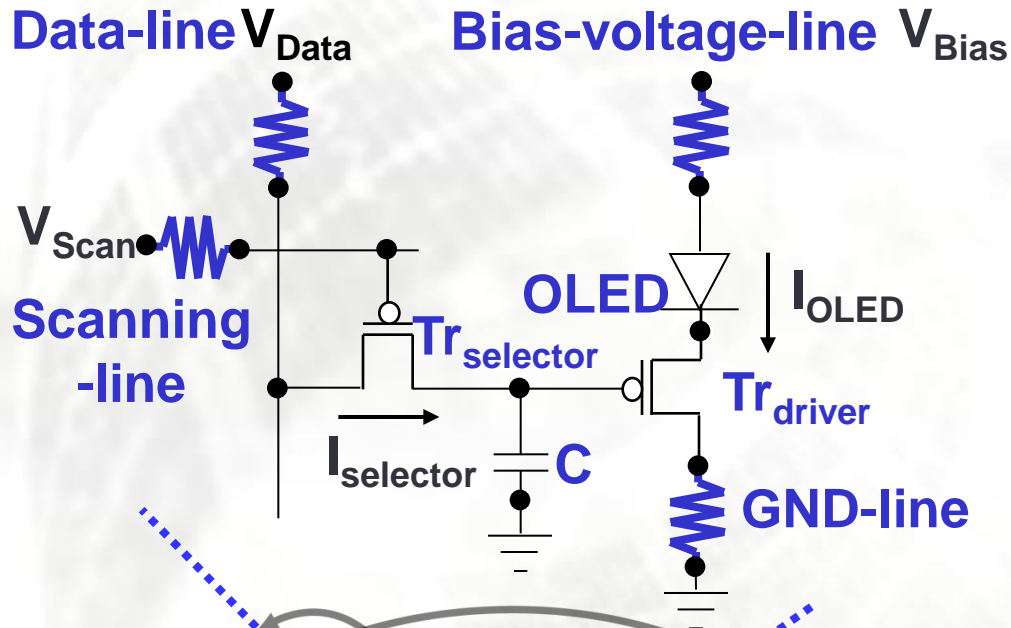 Data-line V_Data
Bias-voltage-line V_Bias
V_Scan
Scanning
-line
OLED
I_OLED
Tr_selector
Tr_driver
I_selector
C
GND-line